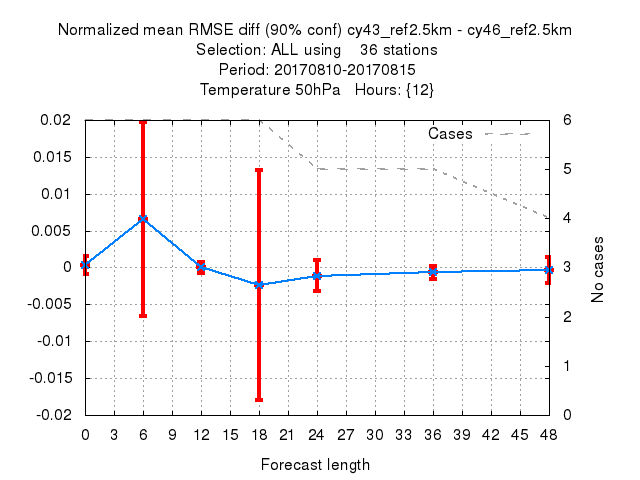 Normalized mean RMSE diff (90% conf) cy43_ref2.5km - cy46_ref2.5km
Selection: ALL using    36 stations
Period: 20170810-20170815
Temperature 50hPa   Hours: {12}
Cases
0.02
0.015
0.01
0.005
0
-0.005
-0.01
-0.015
-0.02
6
5
4
3
2
1
0
No cases
0 3 6 9 12 15 18 21 24 27 30 33 36 39 42 45 48
Forecast length